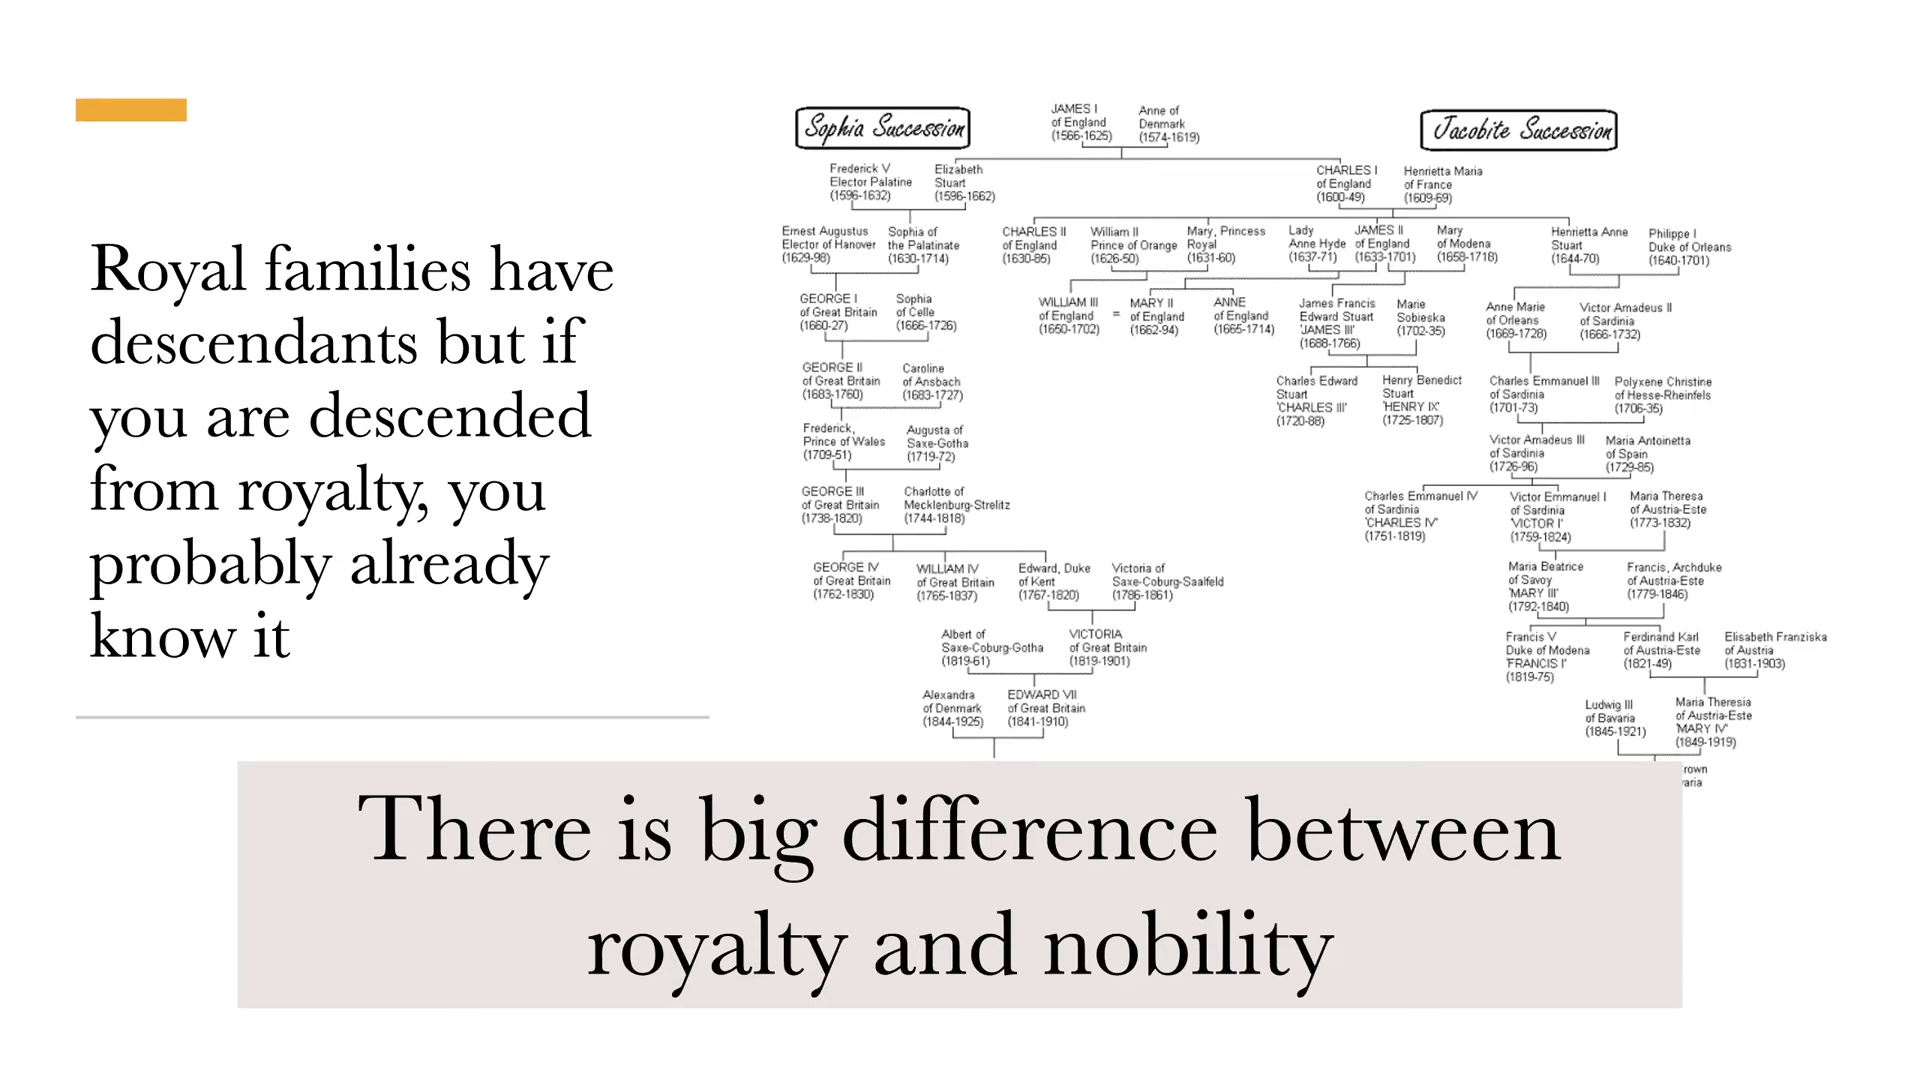 Royal families have
descendants but if
you are descended
from royalty, you
probably already
know it
Sophia Succession
Jacobite Succession
JAMES I
of England
(1566-1625)
Anne of
Denmark
(1574-1619)
Frederick V
Elector Palatine
(1596-1632)
Elizabeth
Stuart
(1596-1662)
CHARLES I
of England
(1600-49)
Henrietta Maria
of France
(1609-69)
Ernest Augustus
Elector of Hanover
(1629-98)
Sophia of
the Palatinate
(1630-1714)
CHARLES II
of England
(1630-85)
William II
Prince of Orange
(1626-50)
Mary, Princess
Royal
(1631-60)
Lady
Anne Hyde
(1637-71)
JAMES II
of England
(1633-1701)
Mary
of Modena
(1658-1718)
Henrietta Anne
Stuart
(1644-70)
Philippe I
Duke of Orleans
(1640-1701)
GEORGE I
of Great Britain
(1660-27)
Sophia
of Celle
(1666-1726)
WILLIAM III
of England
(1650-1702)
=
MARY II
of England
(1662-94)
ANNE
of England
(1665-1714)
James Francis
Edward Stuart
'JAMES III'
(1688-1766)
Marie
Sobieska
(1702-35)
Anne Marie
of Orleans
(1669-1728)
Victor Amadeus II
of Sardinia
(1666-1732)
GEORGE II
of Great Britain
(1683-1760)
Caroline
of Ansbach
(1683-1727)
Charles Edward
Stuart
'CHARLES III'
(1720-88)
Henry Benedict
Stuart
'HENRY IX'
(1725-1807)
Charles Emmanuel III
of Sardinia
(1701-73)
Polyxene Christine
of Hesse-Rheinfels
(1706-35)
Frederick,
Prince of Wales
(1709-51)
Augusta of
Saxe-Gotha
(1719-72)
Victor Amadeus III
of Sardinia
(1726-96)
Maria Antoinetta
of Spain
(1729-85)
GEORGE III
of Great Britain
(1738-1820)
Charlotte of
Mecklenburg-Strelitz
(1744-1818)
Charles Emmanuel IV
of Sardinia
'CHARLES IV'
(1751-1819)
Victor Emmanuel I
of Sardinia
'VICTOR I'
(1759-1824)
Maria Theresa
of Austria-Este
(1773-1832)
GEORGE IV
of Great Britain
(1762-1830)
WILLIAM IV
of Great Britain
(1765-1837)
Edward, Duke
of Kent
(1767-1820)
Victoria of
Saxe-Coburg-Saalfeld
(1786-1861)
Maria Beatrice
of Savoy
'MARY III'
(1792-1840)
Francis, Archduke
of Austria-Este
(1779-1846)
Albert of
Saxe-Coburg-Gotha
(1819-61)
VICTORIA
of Great Britain
(1819-1901)
Francis V
Duke of Modena
'FRANCIS I'
(1819-75)
Ferdinand Karl
of Austria-Este
(1821-49)
Elisabeth Franziska
of Austria
(1831-1903)
Alexandra
of Denmark
(1844-1925)
EDWARD VII
of Great Britain
(1841-1910)
Ludwig III
of Bavaria
(1845-1921)
Maria Theresia
of Austria-Este
'MARY IV'
(1849-1919)
rown
varia
There is big difference between
royalty and nobility